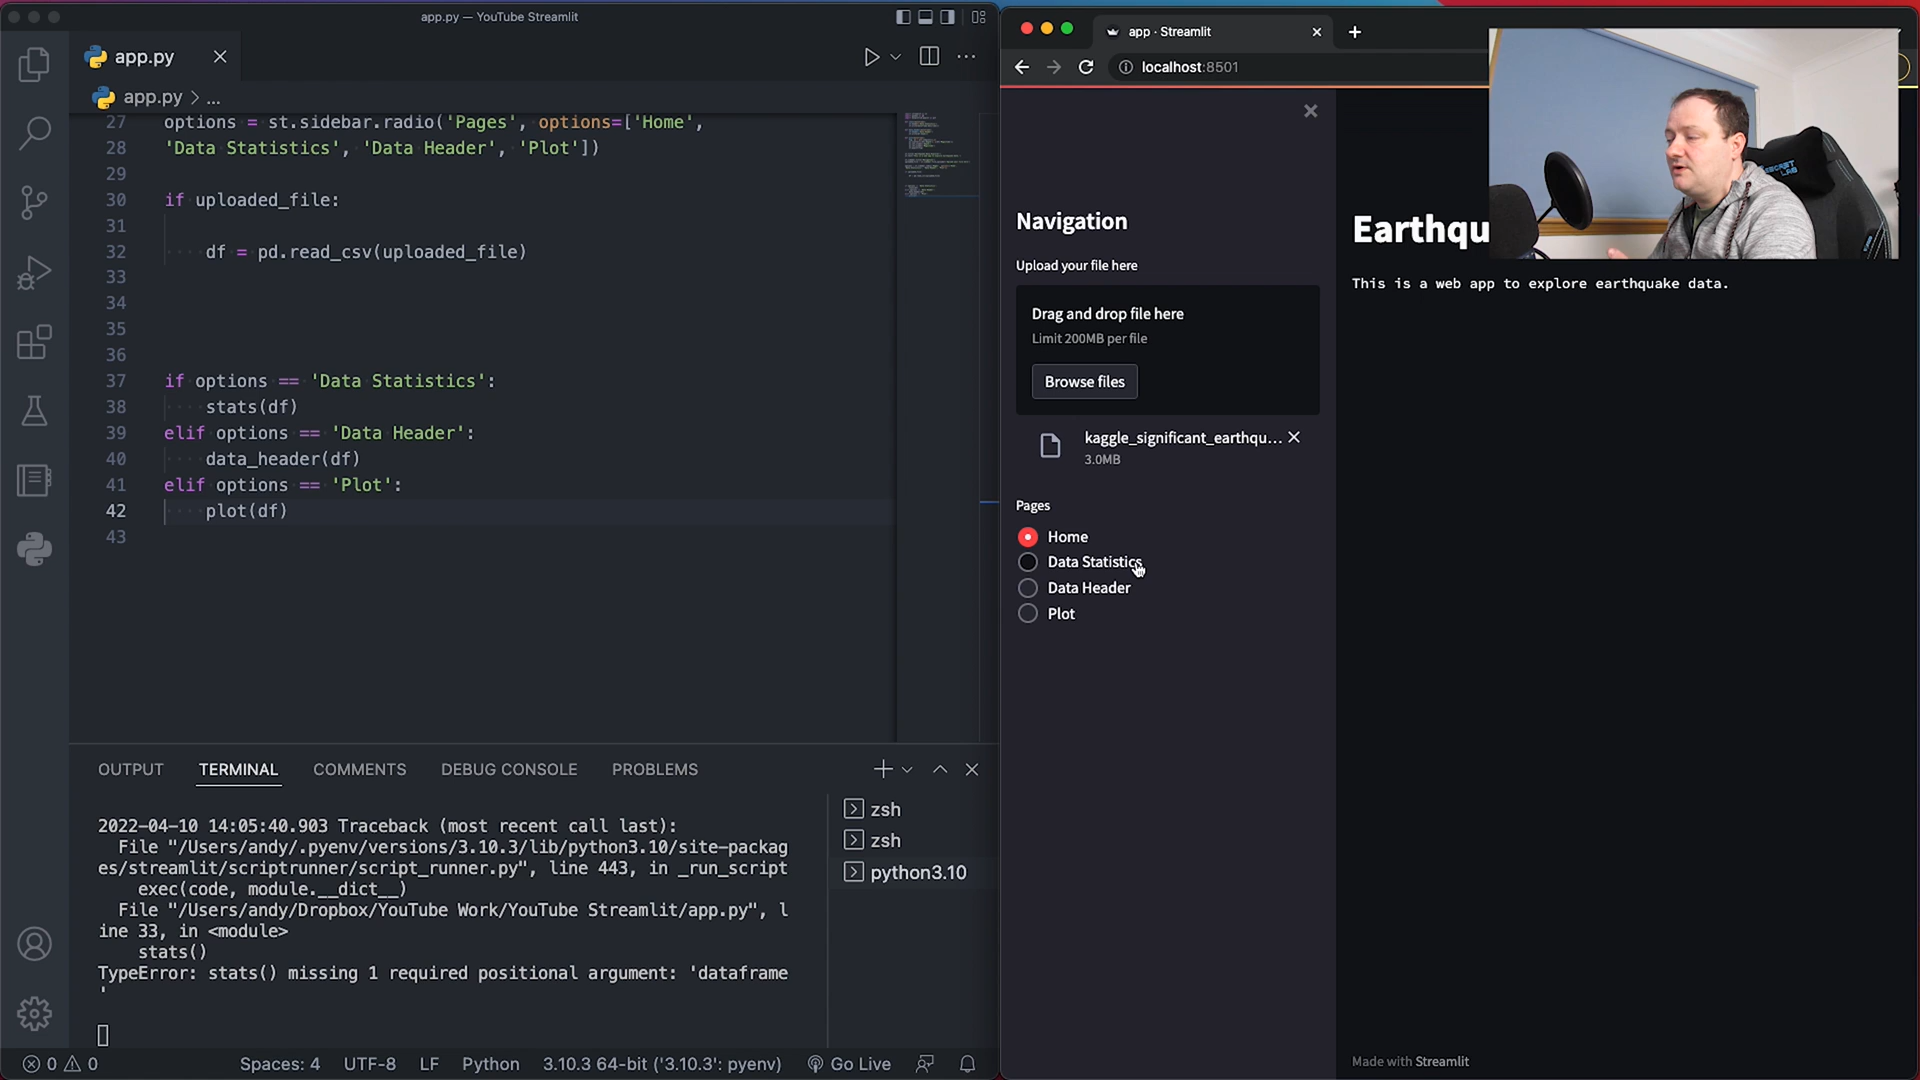 app.py — YouTube Streamlit
app.py
app.py > ...
27 options = st.sidebar.radio('Pages', options=['Home',
28 'Data Statistics', 'Data Header', 'Plot'])
29
30 if uploaded_file:
31
32 df = pd.read_csv(uploaded_file)
33
34
35
36
37 if options == 'Data Statistics':
38 stats(df)
39 elif options == 'Data Header':
40 data_header(df)
41 elif options == 'Plot':
42 plot(df)
43
OUTPUT TERMINAL COMMENTS DEBUG CONSOLE PROBLEMS
2022-04-10 14:05:40.903 Traceback (most recent call last):
File "/Users/andy/.pyenv/versions/3.10.3/lib/python3.10/site-packag
es/streamlit/scriptrunner/script_runner.py", line 443, in _run_script
exec(code, module.__dict__)
File "/Users/andy/Dropbox/YouTube Work/YouTube Streamlit/app.py", l
ine 33, in <module>
stats()
TypeError: stats() missing 1 required positional argument: 'dataframe
'
zsh
zsh
python3.10
0 0 Spaces: 4 UTF-8 LF Python 3.10.3 64-bit ('3.10.3': pyenv) Go Live
app · Streamlit
localhost:8501
Navigation
Upload your file here
Drag and drop file here
Limit 200MB per file
Browse files
kaggle_significant_earthqu...
3.0MB
Pages
Home
Data Statistics
Data Header
Plot
Earthqu
This is a web app to explore earthquake data.
Made with Streamlit